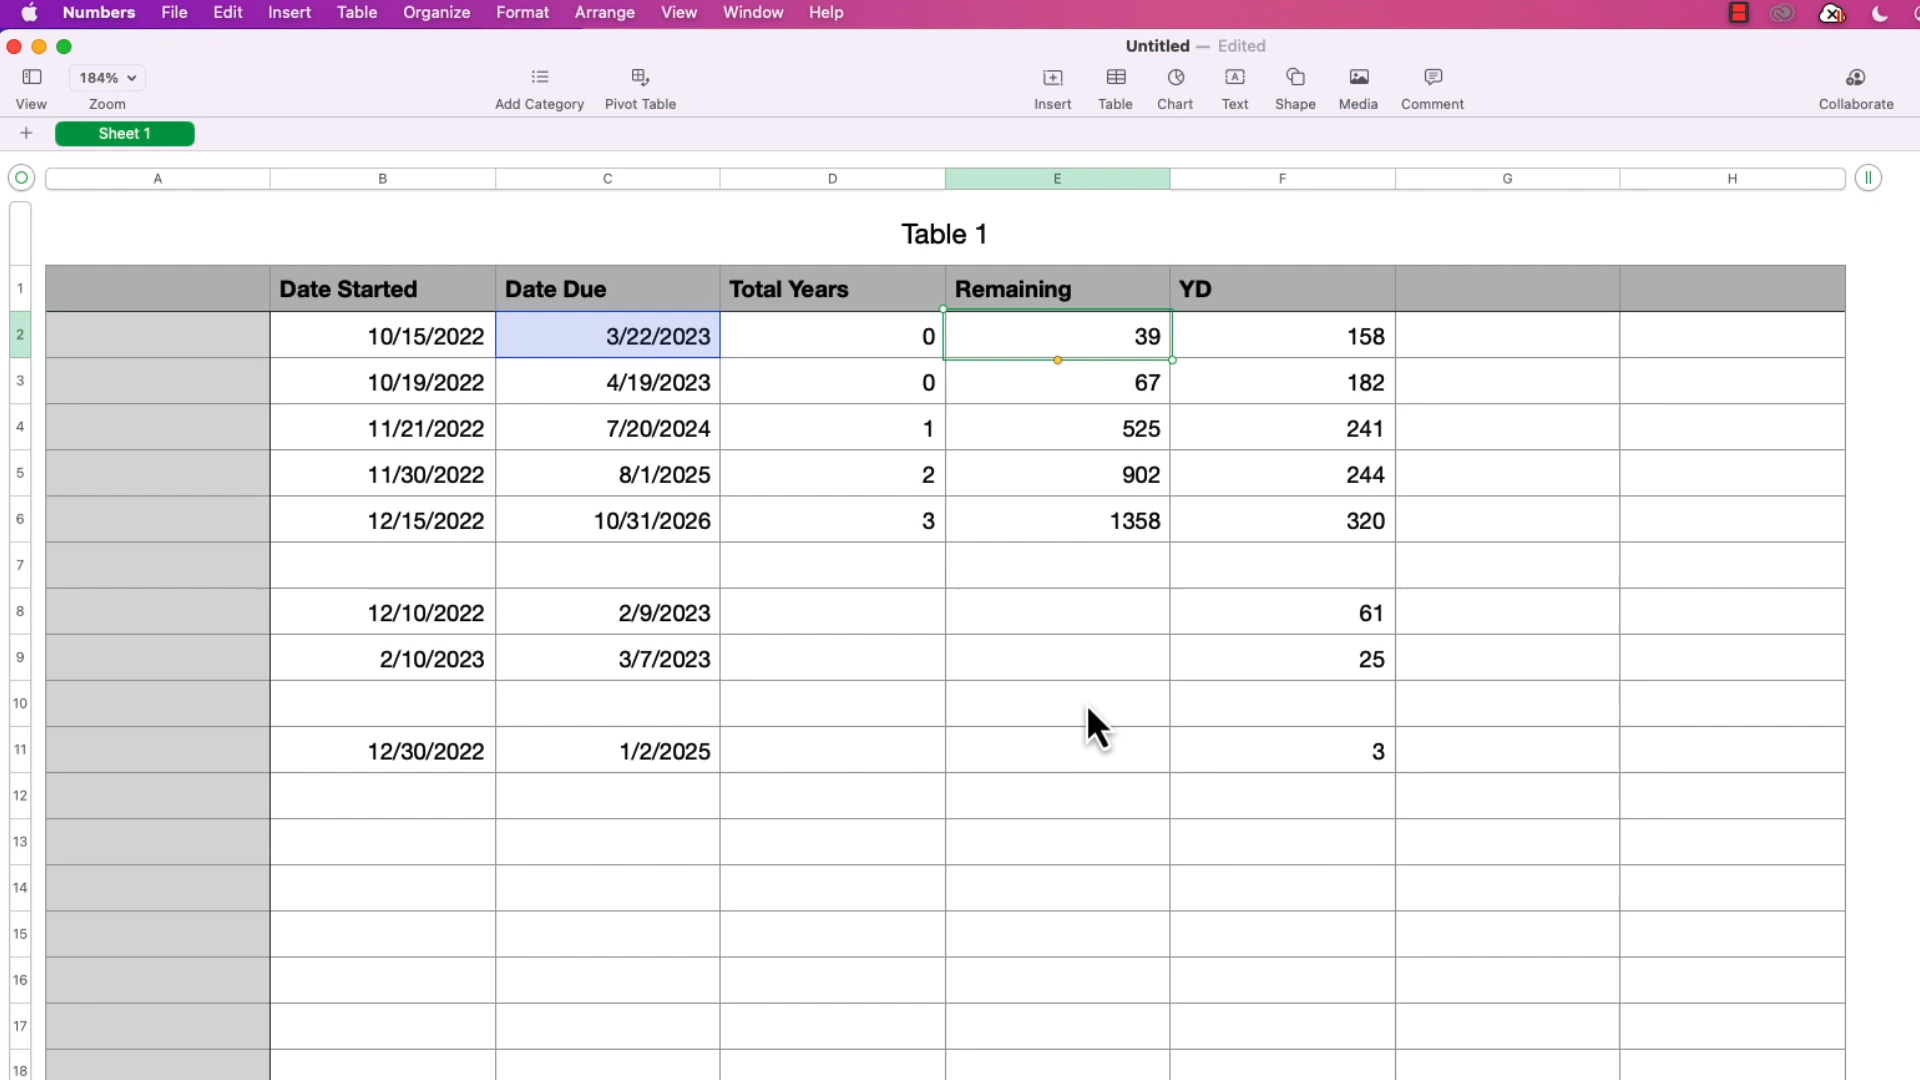 Numbers File Edit Insert Table Organize Format Arrange View Window Help
Untitled — Edited
184%
View Zoom Add Category Pivot Table Insert Table Chart Text Shape Media Comment Collaborate
+ Sheet 1
A B C D E F G H
Table 1
1 Date Started Date Due Total Years Remaining YD
2 10/15/2022 3/22/2023 0 39 158
3 10/19/2022 4/19/2023 0 67 182
4 11/21/2022 7/20/2024 1 525 241
5 11/30/2022 8/1/2025 2 902 244
6 12/15/2022 10/31/2026 3 1358 320
7
8 12/10/2022 2/9/2023 61
9 2/10/2023 3/7/2023 25
10
11 12/30/2022 1/2/2025 3
12
13
14
15
16
17
18